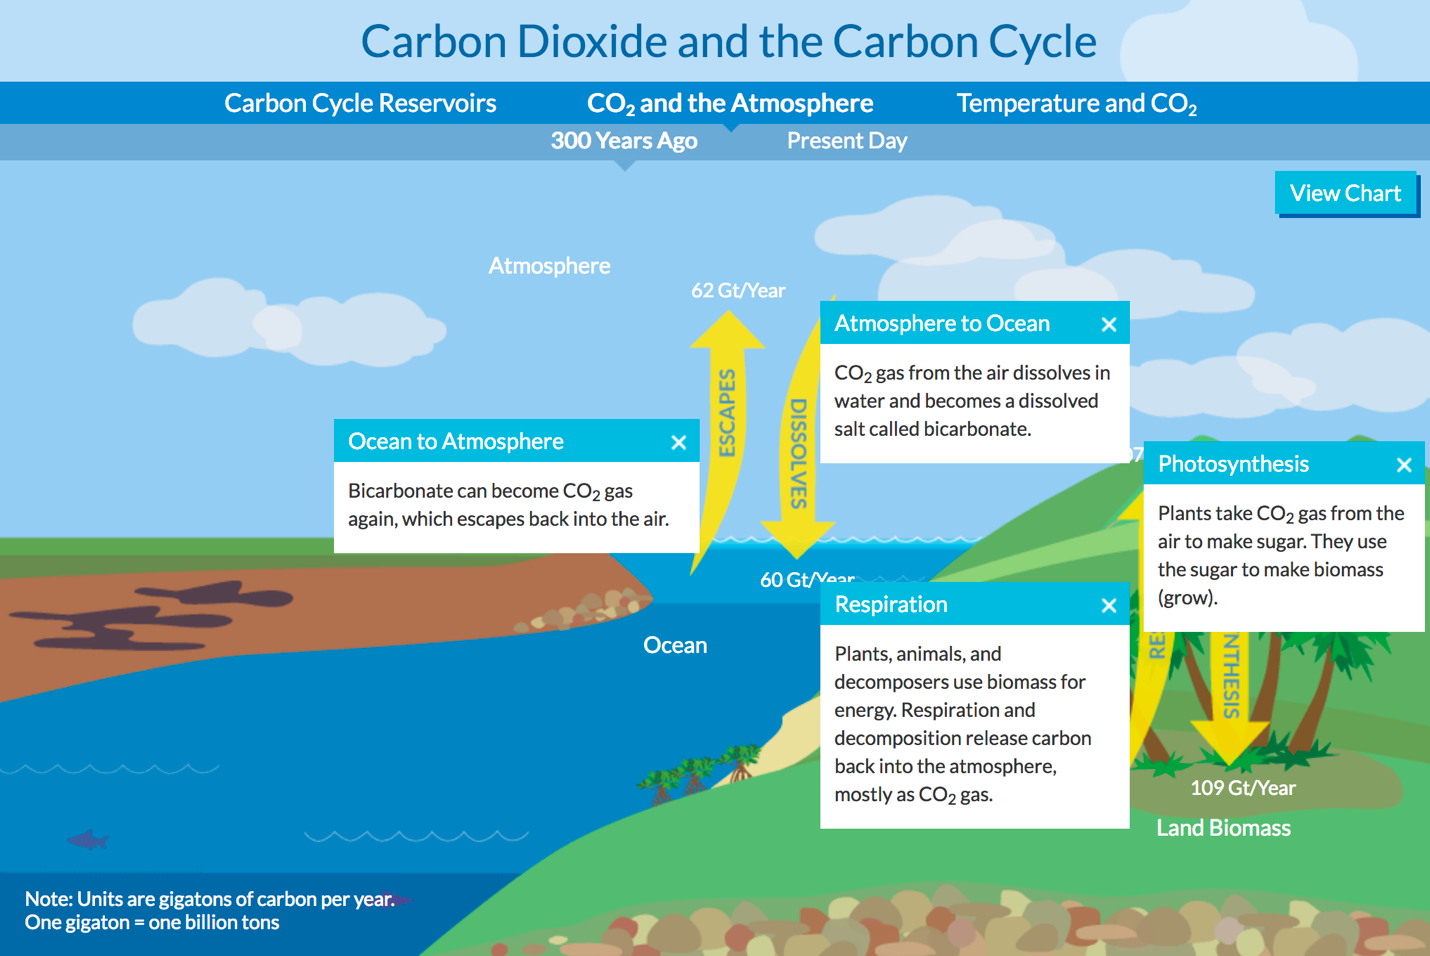 Carbon Dioxide and the Carbon Cycle
Carbon Cycle Reservoirs
CO₂ and the Atmosphere
Temperature and CO₂
300 Years Ago
Present Day
View Chart
Atmosphere
62 Gt/Year
ESCAPES
DISSOLVES
Atmosphere to Ocean
CO₂ gas from the air dissolves in
water and becomes a dissolved
salt called bicarbonate.
Ocean to Atmosphere
Bicarbonate can become CO₂ gas
again, which escapes back into the air.
Photosynthesis
Plants take CO₂ gas from the
air to make sugar. They use
the sugar to make biomass
(grow).
60 Gt/Year
Respiration
Plants, animals, and
decomposers use biomass for
energy. Respiration and
decomposition release carbon
back into the atmosphere,
mostly as CO₂ gas.
Ocean
RES
NTHESIS
109 Gt/Year
Land Biomass
Note: Units are gigatons of carbon per year.
One gigaton = one billion tons